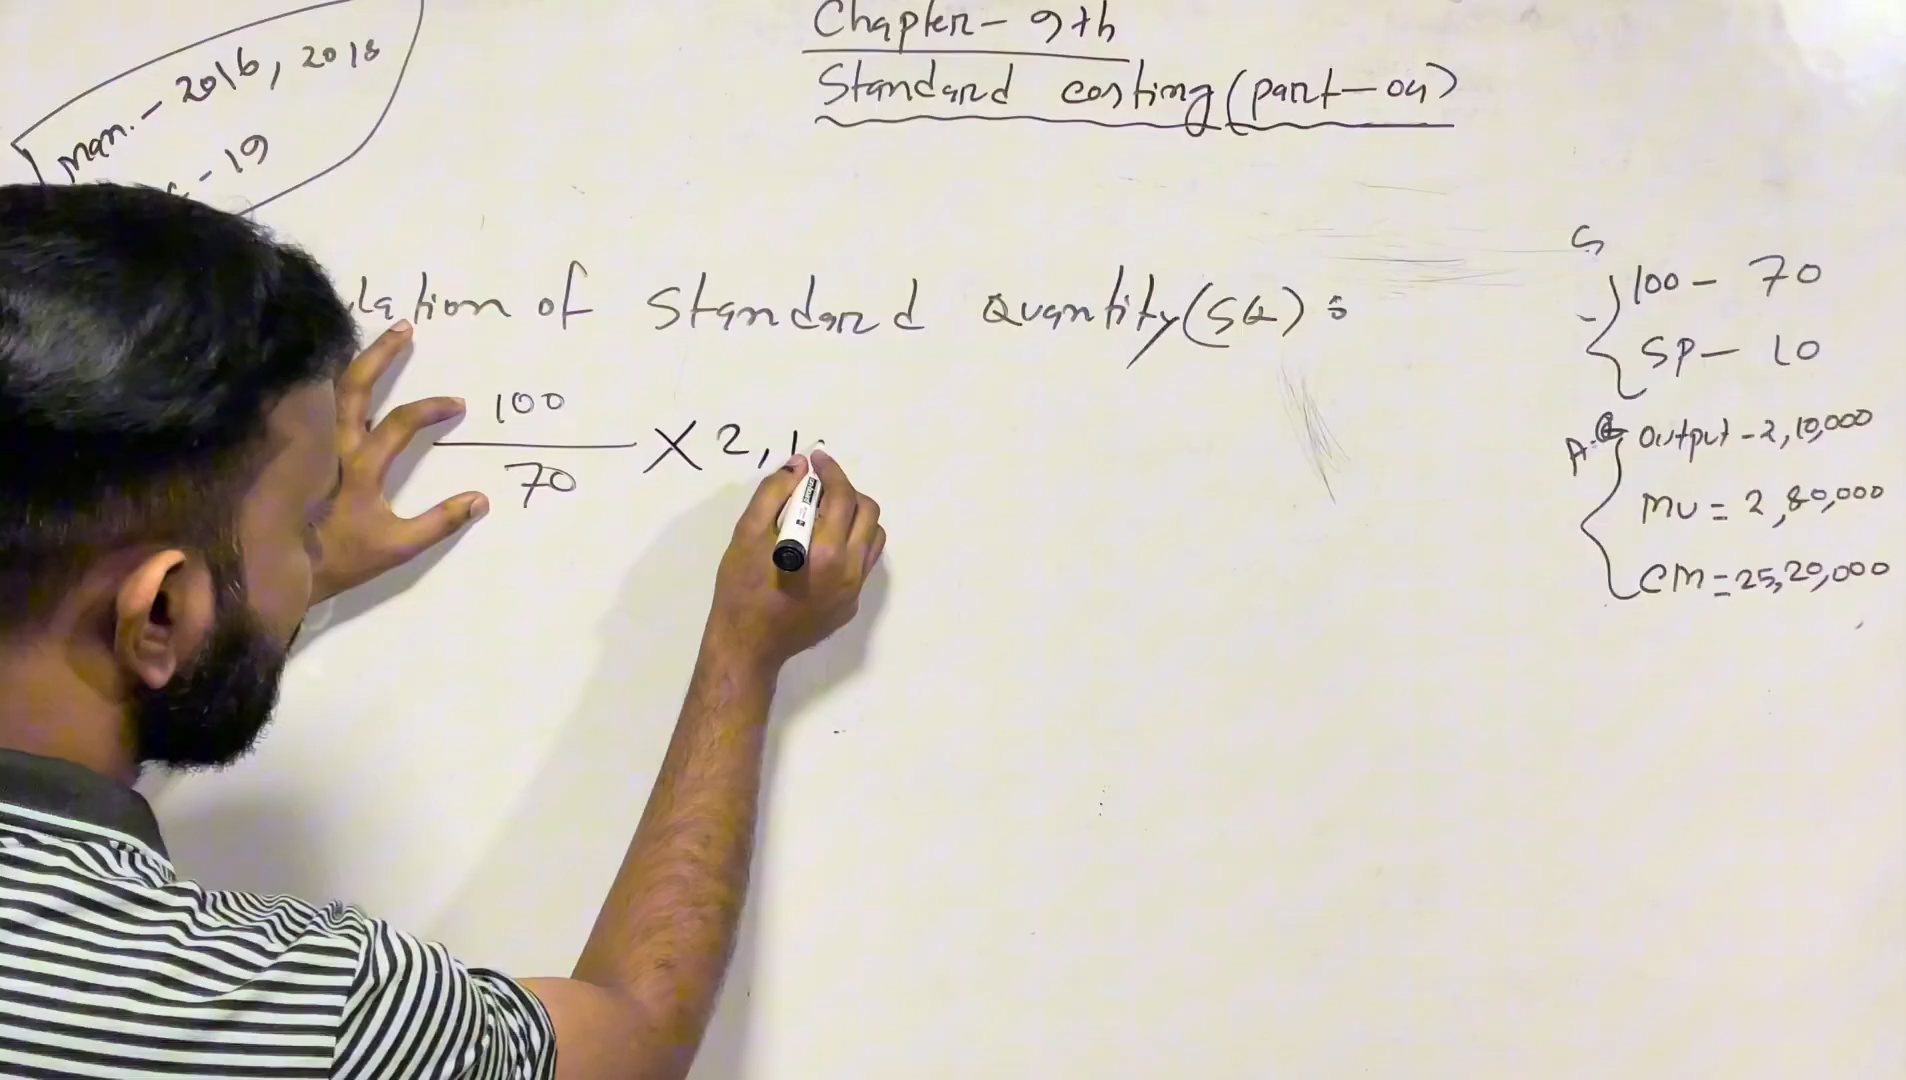 Chapter - 9th
Standard costing (part-04)
man. - 2016, 2018
- 19
lation of Standard Quantity (SQ) :
100
70
X 2, 1
S
100 - 70
SP - 10
A
Output - 2,10,000
MU = 2,80,000
CM = 25,20,000